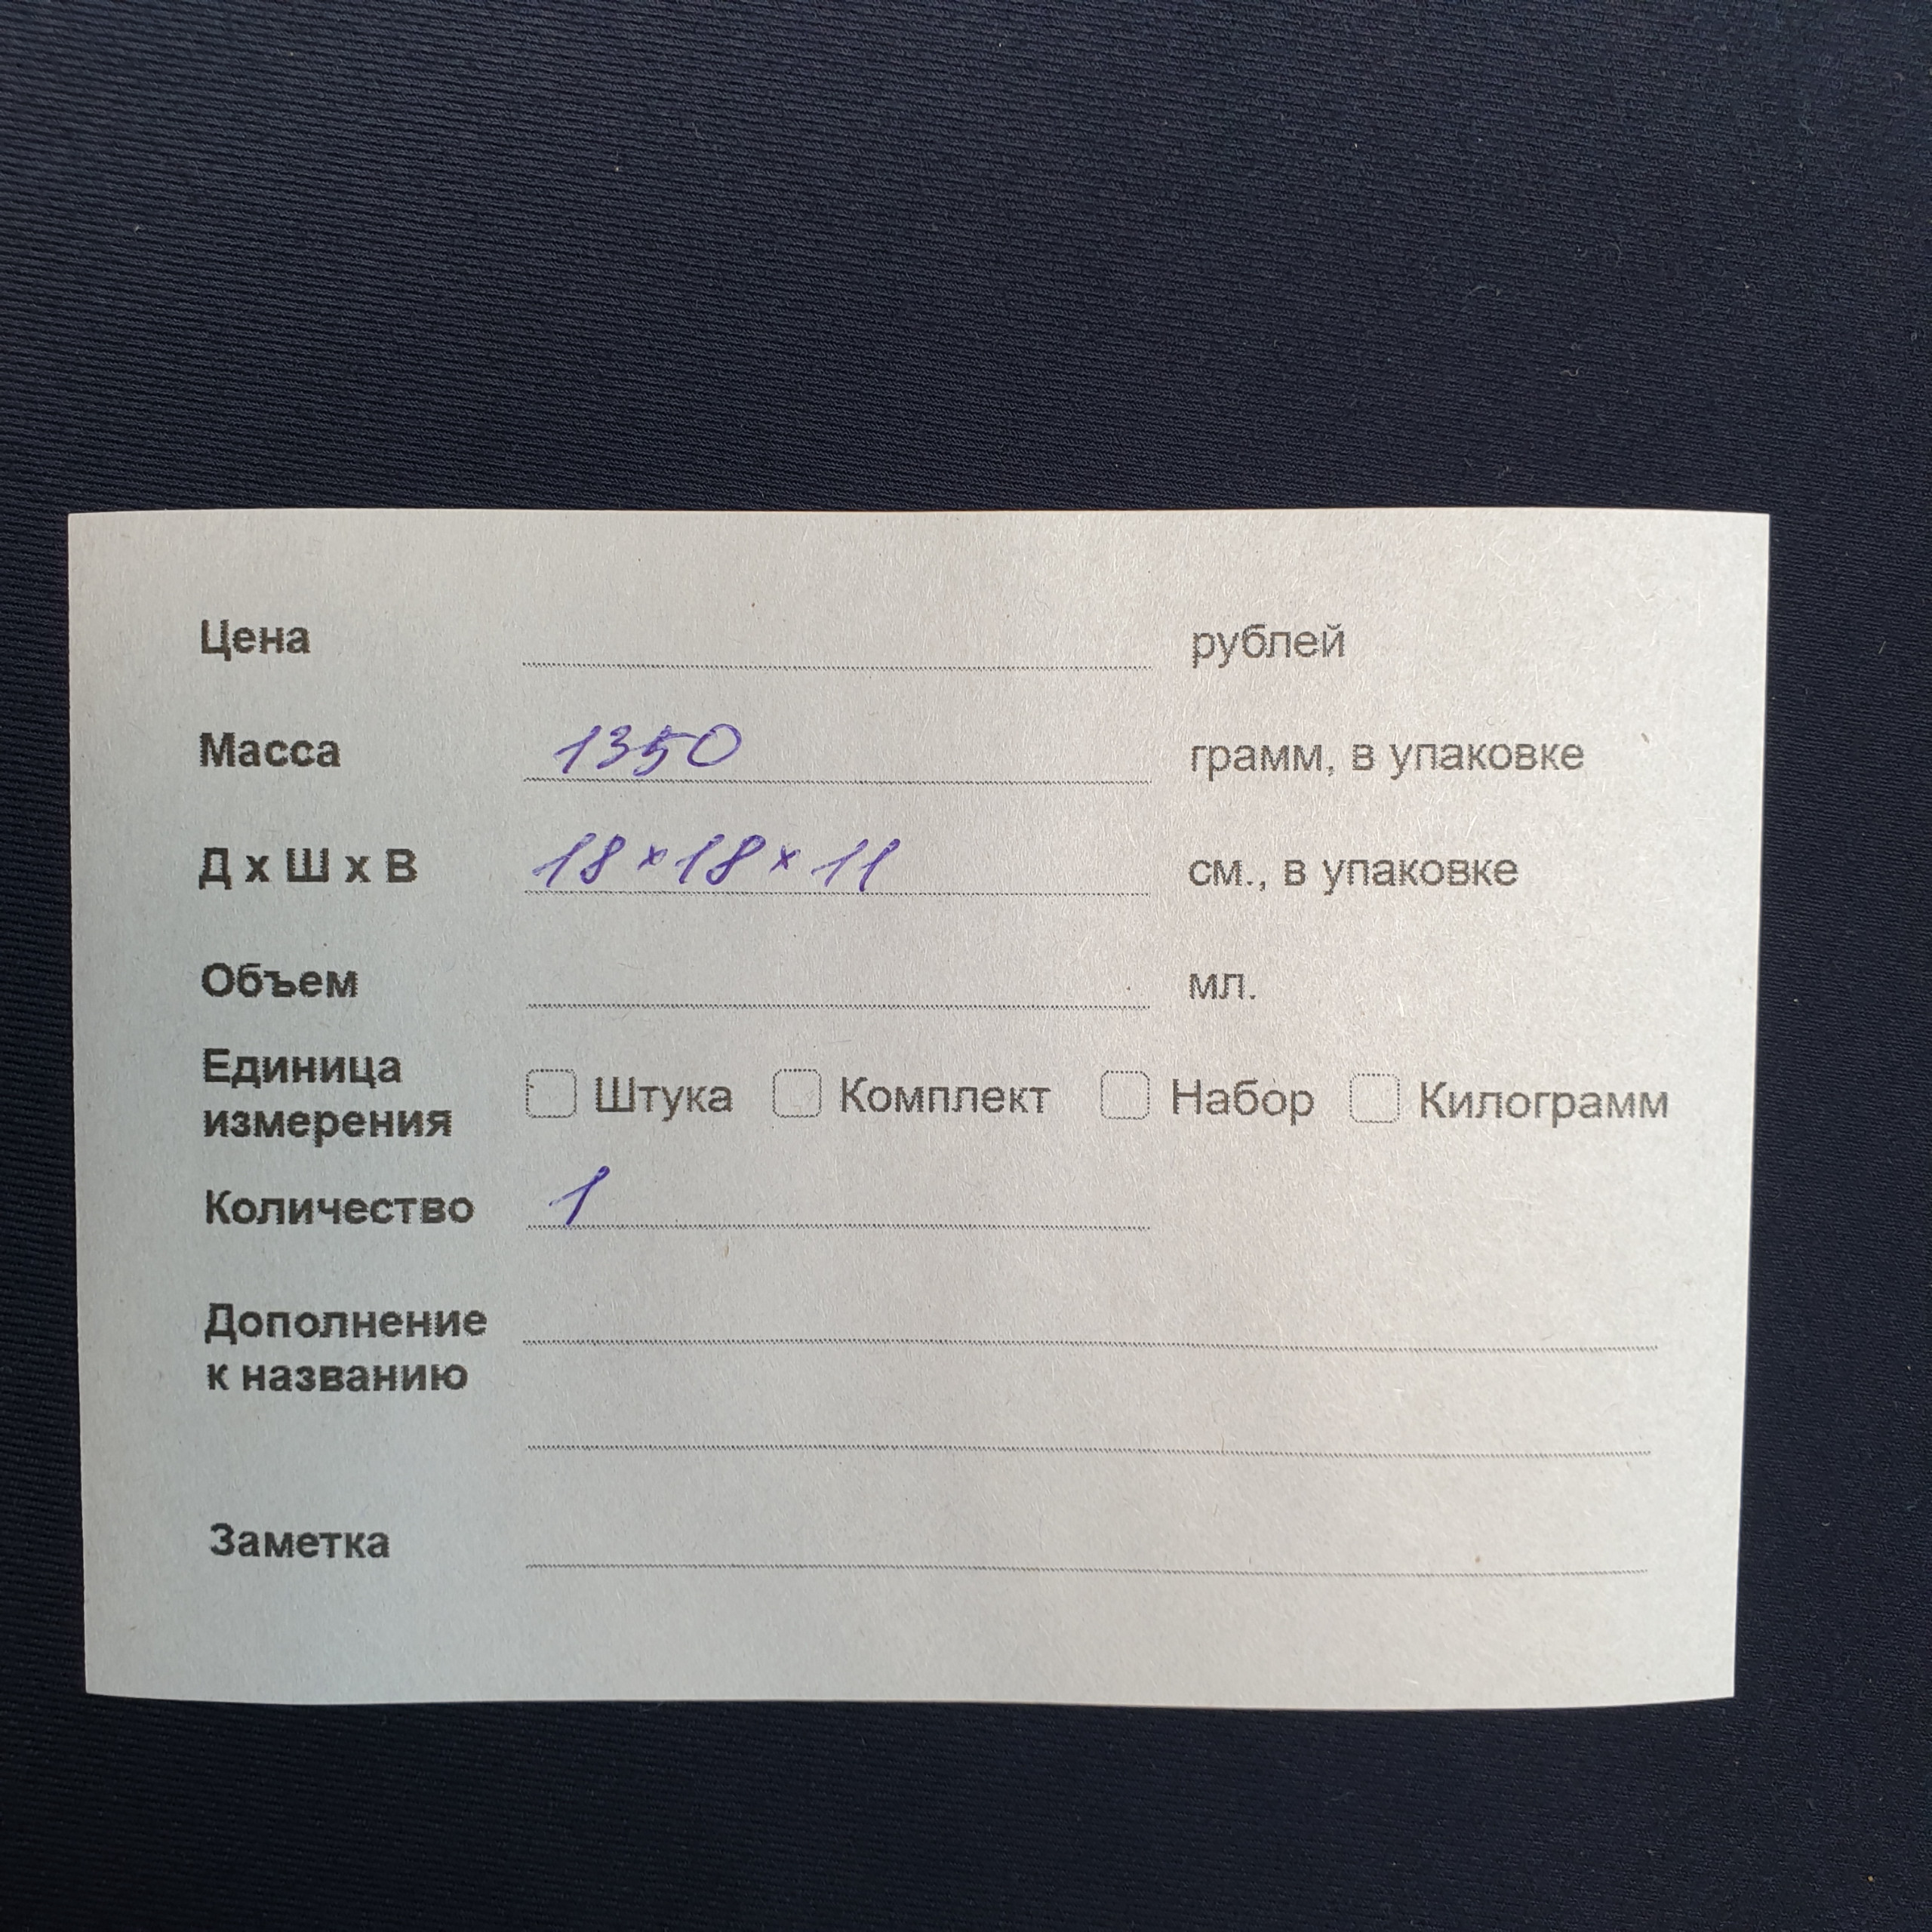 Цена рублей
Масса 1350 грамм, в упаковке
Д х Ш х В 18×18×11 см., в упаковке
Объем мл.
Единица
измерения Штука Комплект Набор Килограмм
Количество 1
Дополнение
к названию
Заметка